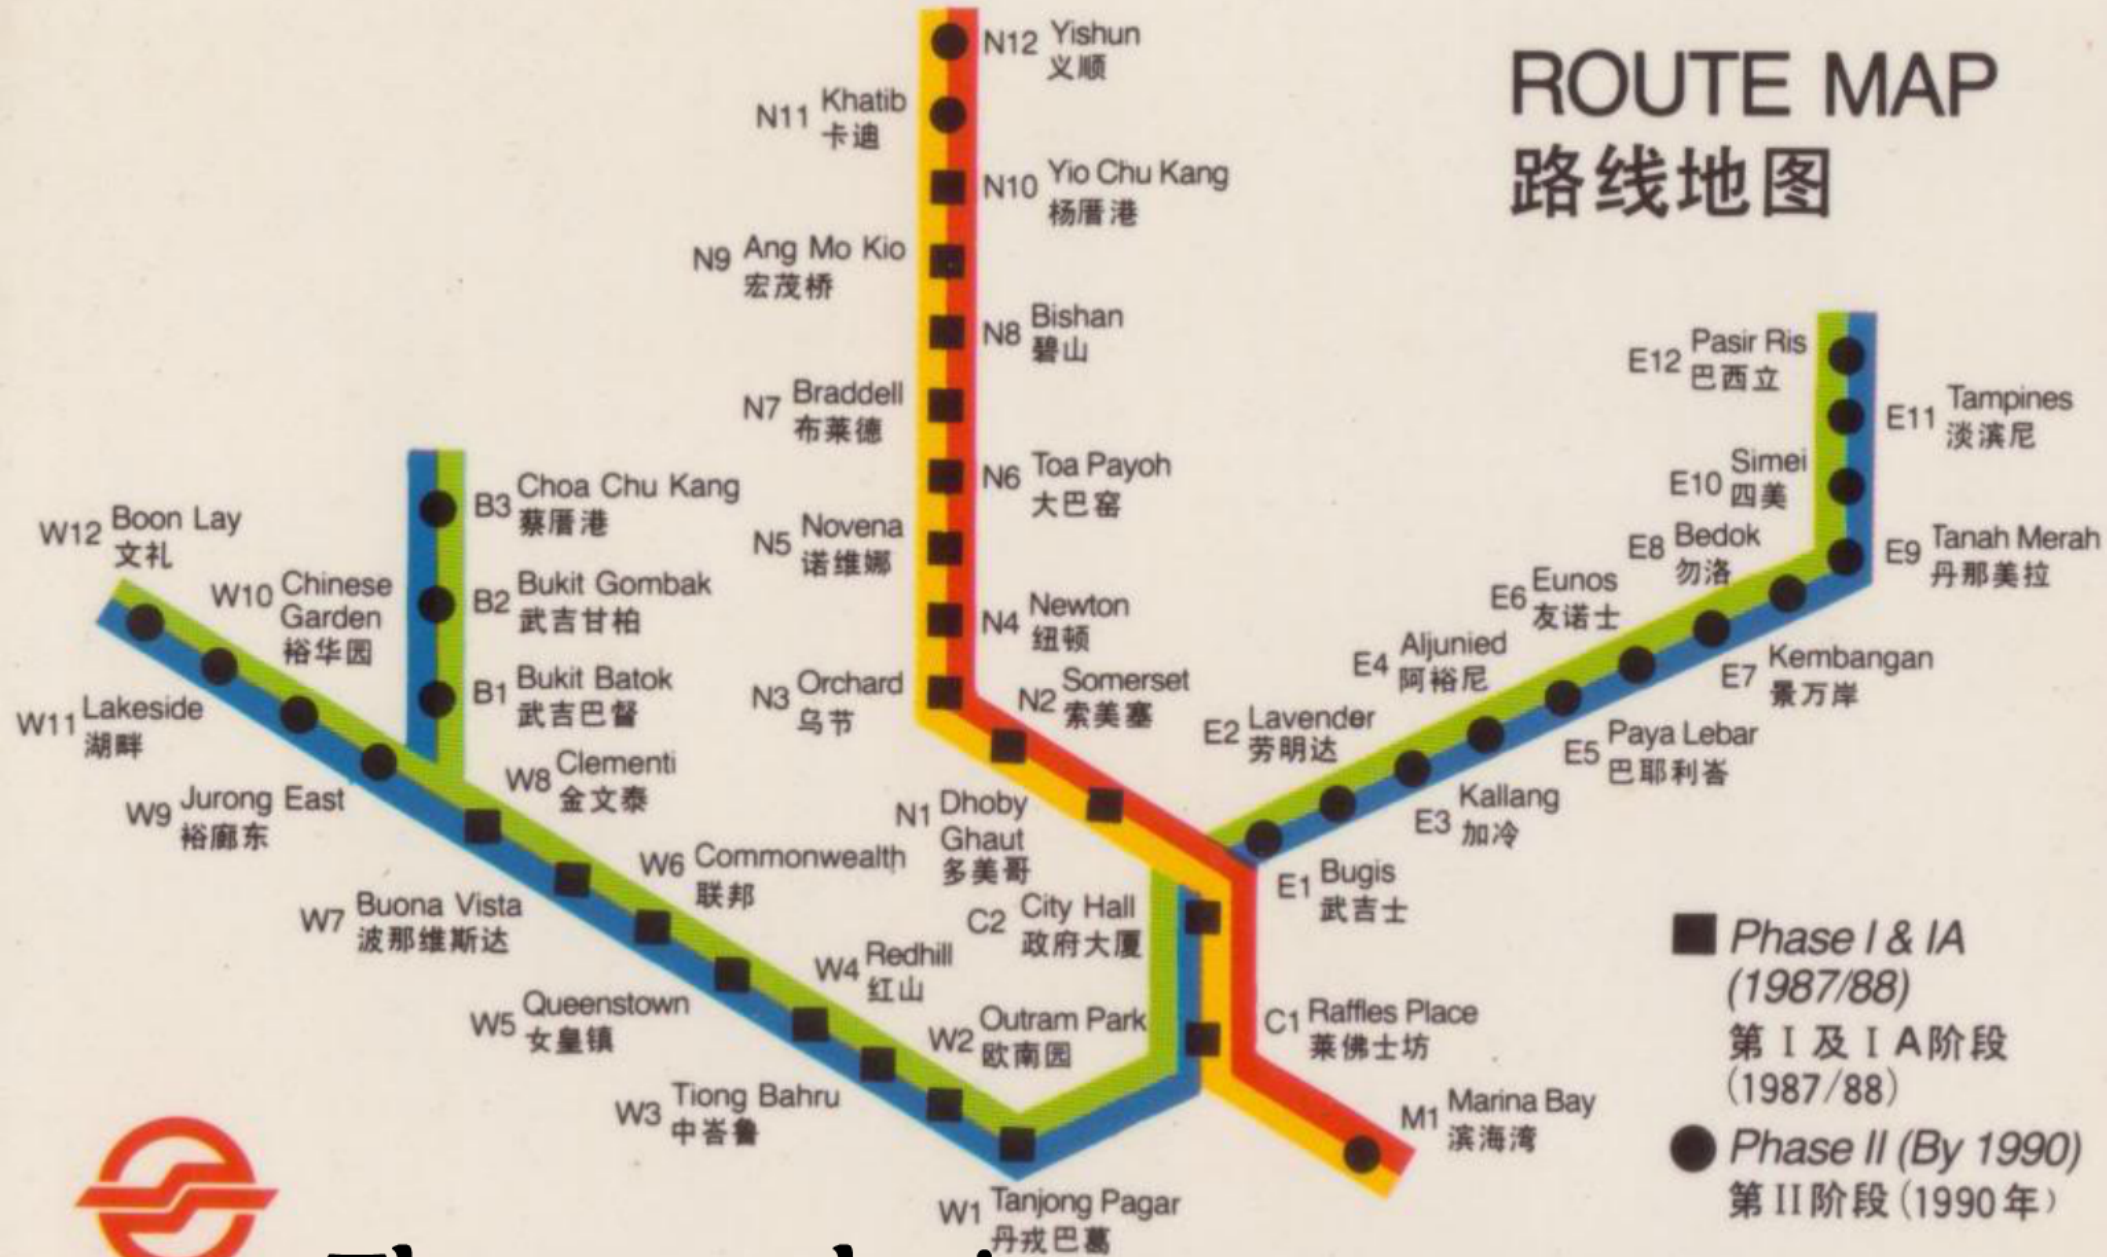 ROUTE MAP
路线地图
N12 Yishun
义顺
N11 Khatib
卡迪
N10 Yio Chu Kang
杨厝港
N9 Ang Mo Kio
宏茂桥
N8 Bishan
碧山
N7 Braddell
布莱德
N6 Toa Payoh
大巴窑
N5 Novena
诺维娜
N4 Newton
纽顿
N3 Orchard
乌节
N2 Somerset
索美塞
N1 Dhoby
Ghaut
多美哥
C2 City Hall
政府大厦
C1 Raffles Place
莱佛士坊
M1 Marina Bay
滨海湾
E12 Pasir Ris
巴西立
E11 Tampines
淡滨尼
E10 Simei
四美
E9 Tanah Merah
丹那美拉
E8 Bedok
勿洛
E7 Kembangan
景万岸
E6 Eunos
友诺士
E5 Paya Lebar
巴耶利峇
E4 Aljunied
阿裕尼
E3 Kallang
加冷
E2 Lavender
劳明达
E1 Bugis
武吉士
B3 Choa Chu Kang
蔡厝港
B2 Bukit Gombak
武吉甘柏
B1 Bukit Batok
武吉巴督
W12 Boon Lay
文礼
W11 Lakeside
湖畔
W10 Chinese
Garden
裕华园
W9 Jurong East
裕廊东
W8 Clementi
金文泰
W7 Buona Vista
波那维斯达
W6 Commonwealth
联邦
W5 Queenstown
女皇镇
W4 Redhill
红山
W3 Tiong Bahru
中峇鲁
W2 Outram Park
欧南园
W1 Tanjong Pagar
丹戎巴葛
Phase I & IA
(1987/88)
第 I 及 I A阶段
(1987/88)
Phase II (By 1990)
第II阶段(1990年)